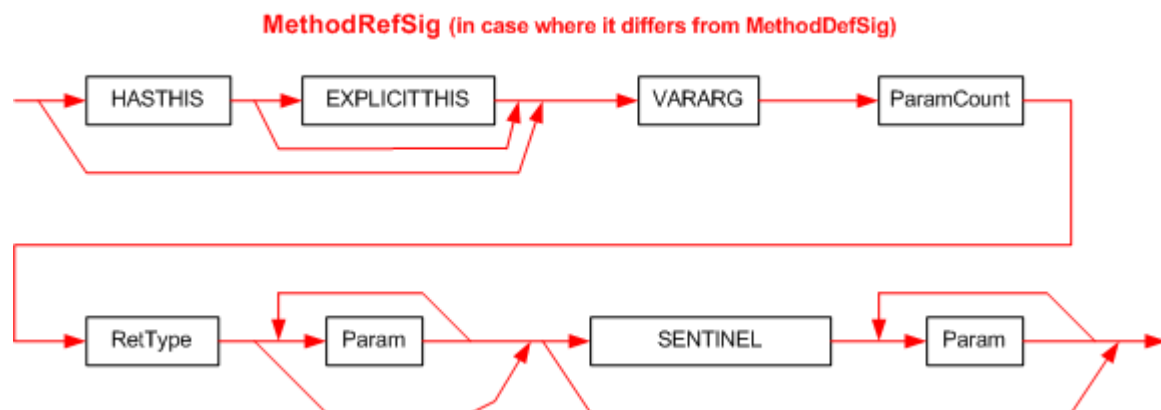 MethodRefSig (in case where it differs from MethodDefSig)
HASTHIS EXPLICITTHIS VARARG ParamCount
RetType Param SENTINEL Param